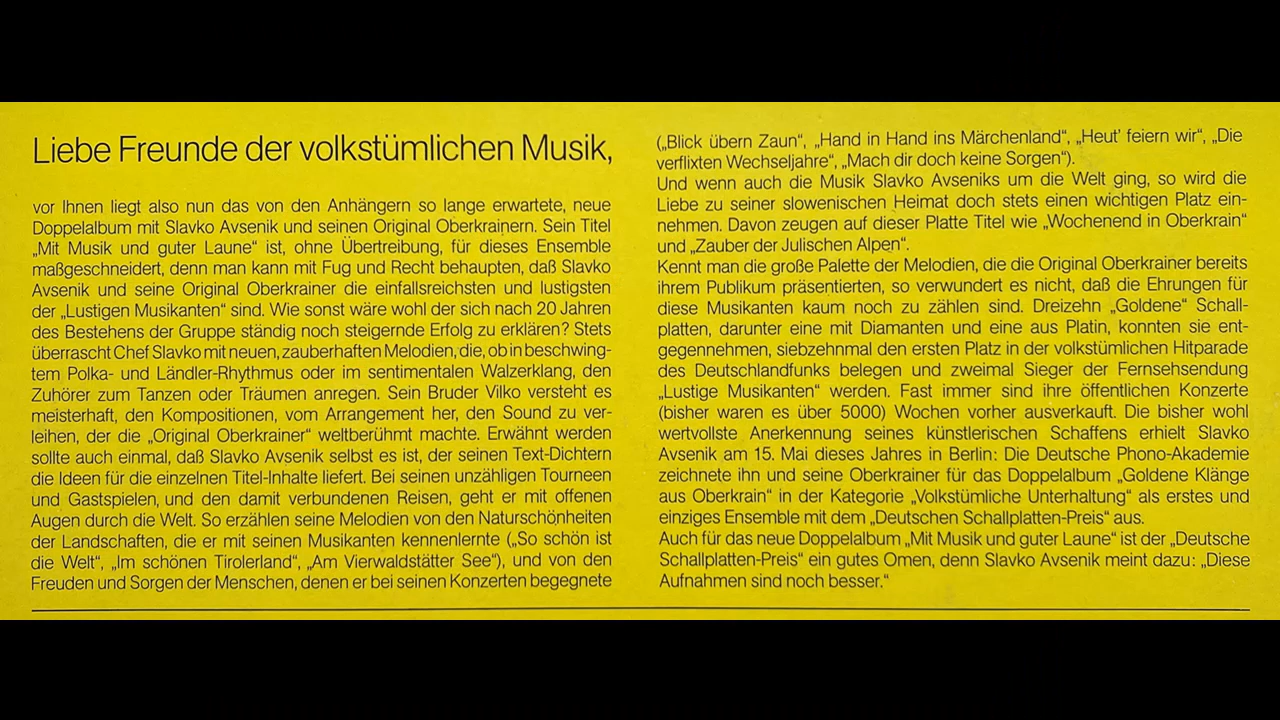 Liebe Freunde der volkstümlichen Musik,
vor Ihnen liegt also nun das von den Anhängern so lange erwartete, neue
Doppelalbum mit Slavko Avsenik und seinen Original Oberkrainern. Sein Titel
„Mit Musik und guter Laune“ ist, ohne Übertreibung, für dieses Ensemble
maßgeschneidert, denn man kann mit Fug und Recht behaupten, daß Slavko
Avsenik und seine Original Oberkrainer die einfallsreichsten und lustigsten
der „Lustigen Musikanten“ sind. Wie sonst wäre wohl der sich nach 20 Jahren
des Bestehens der Gruppe ständig noch steigernde Erfolg zu erklären? Stets
überrascht Chef Slavko mit neuen, zauberhaften Melodien, die, ob in beschwing-
tem Polka- und Ländler-Rhythmus oder im sentimentalen Walzerklang, den
Zuhörer zum Tanzen oder Träumen anregen. Sein Bruder Vilko versteht es
meisterhaft, den Kompositionen, vom Arrangement her, den Sound zu ver-
leihen, der die „Original Oberkrainer“ weltberühmt machte. Erwähnt werden
sollte auch einmal, daß Slavko Avsenik selbst es ist, der seinen Text-Dichtern
die Ideen für die einzelnen Titel-Inhalte liefert. Bei seinen unzähligen Tourneen
und Gastspielen, und den damit verbundenen Reisen, geht er mit offenen
Augen durch die Welt. So erzählen seine Melodien von den Naturschönheiten
der Landschaften, die er mit seinen Musikanten kennenlernte („So schön ist
die Welt“, „Im schönen Tirolerland“, „Am Vierwaldstätter See“), und von den
Freuden und Sorgen der Menschen, denen er bei seinen Konzerten begegnete
(„Blick übern Zaun“, „Hand in Hand ins Märchenland“, „Heut’ feiern wir“, „Die
verflixten Wechseljahre“, „Mach dir doch keine Sorgen“).
Und wenn auch die Musik Slavko Avseniks um die Welt ging, so wird die
Liebe zu seiner slowenischen Heimat doch stets einen wichtigen Platz ein-
nehmen. Davon zeugen auf dieser Platte Titel wie „Wochenend in Oberkrain“
und „Zauber der Julischen Alpen“.
Kennt man die große Palette der Melodien, die die Original Oberkrainer bereits
ihrem Publikum präsentierten, so verwundert es nicht, daß die Ehrungen für
diese Musikanten kaum noch zu zählen sind. Dreizehn „Goldene“ Schall-
platten, darunter eine mit Diamanten und eine aus Platin, konnten sie ent-
gegennehmen, siebzehnmal den ersten Platz in der volkstümlichen Hitparade
des Deutschlandfunks belegen und zweimal Sieger der Fernsehsendung
„Lustige Musikanten“ werden. Fast immer sind ihre öffentlichen Konzerte
(bisher waren es über 5000) Wochen vorher ausverkauft. Die bisher wohl
wertvollste Anerkennung seines künstlerischen Schaffens erhielt Slavko
Avsenik am 15. Mai dieses Jahres in Berlin: Die Deutsche Phono-Akademie
zeichnete ihn und seine Oberkrainer für das Doppelalbum „Goldene Klänge
aus Oberkrain“ in der Kategorie „Volkstümliche Unterhaltung“ als erstes und
einziges Ensemble mit dem „Deutschen Schallplatten-Preis“ aus.
Auch für das neue Doppelalbum „Mit Musik und guter Laune“ ist der „Deutsche
Schallplatten-Preis“ ein gutes Omen, denn Slavko Avsenik meint dazu: „Diese
Aufnahmen sind noch besser.“